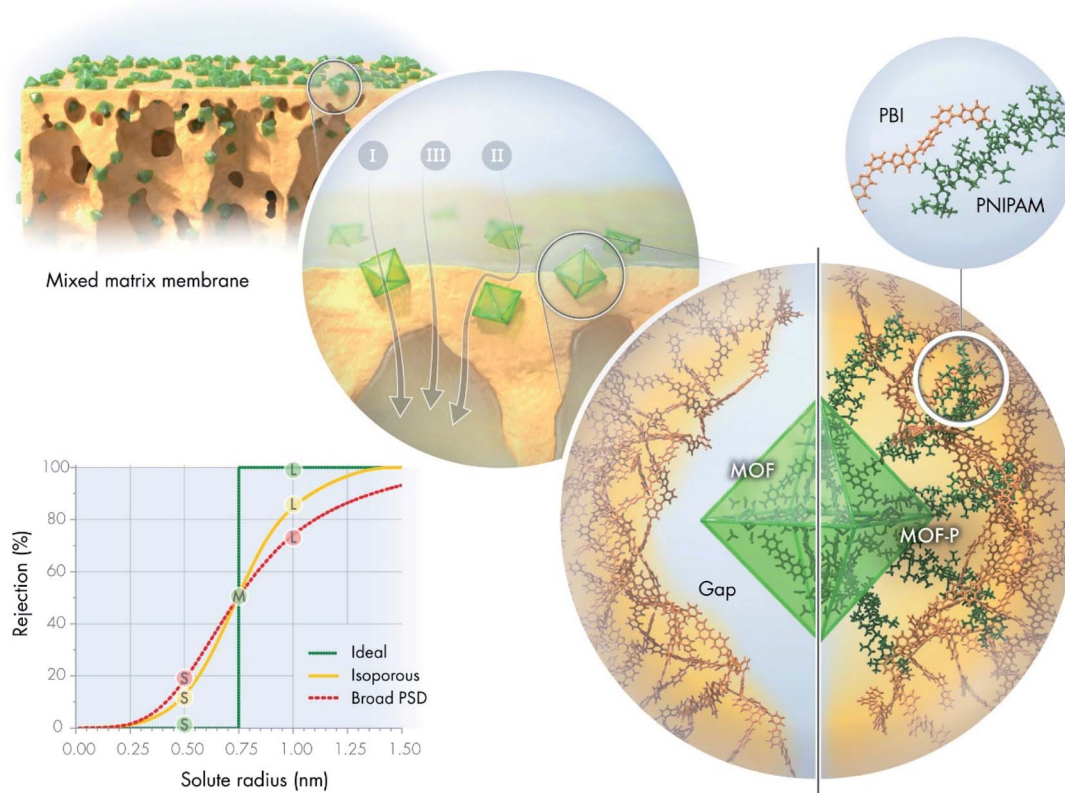 Mixed matrix membrane
I
III
II
PBI
PNIPAM
MOF
MOF-P
Gap
Rejection (%)
100
80
60
40
20
0
L
L
L
M
S
S
S
Ideal
Isoporous
Broad PSD
0.00 0.25 0.50 0.75 1.00 1.25 1.50
Solute radius (nm)